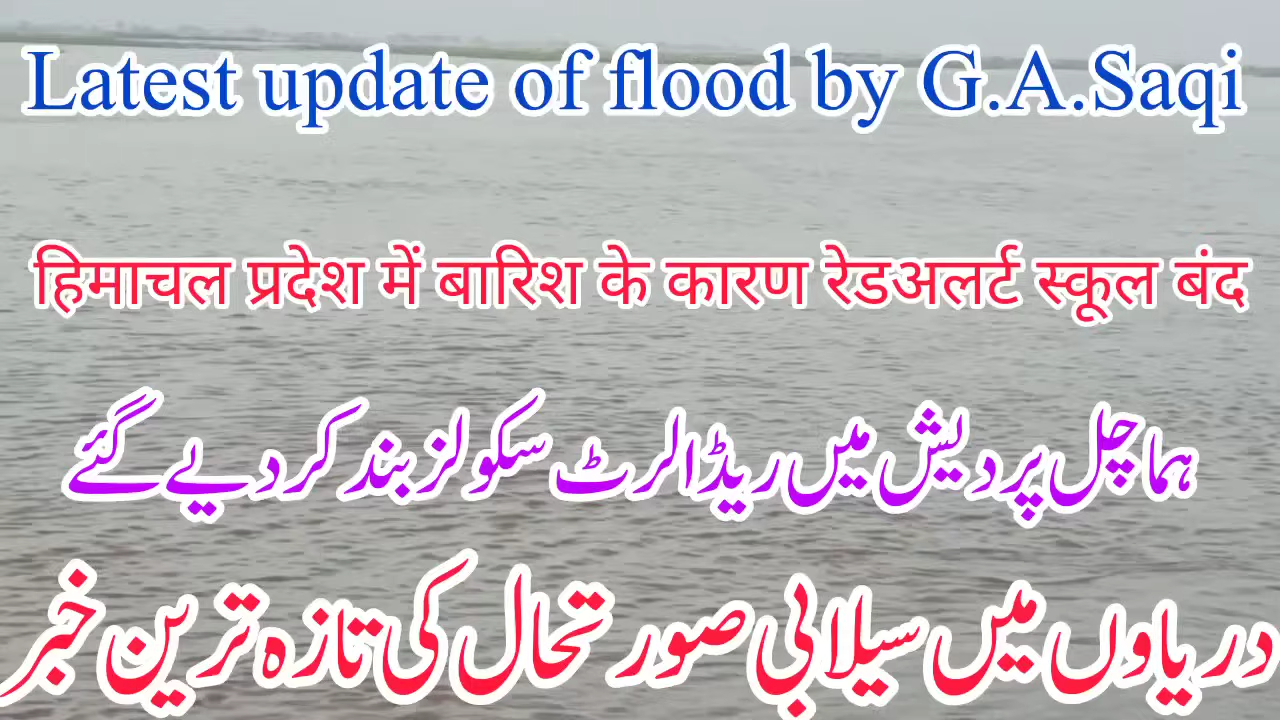 Latest update of flood by G.A.Saqi
हिमाचल प्रदेश में बारिश के कारण रेडअलर्ट स्कूल बंद
ہماچل پردیش میں ریڈ الرٹ سکولز بند کر دیے گئے
دریاوں میں سیلابی صورتحال کی تازہ ترین خبر